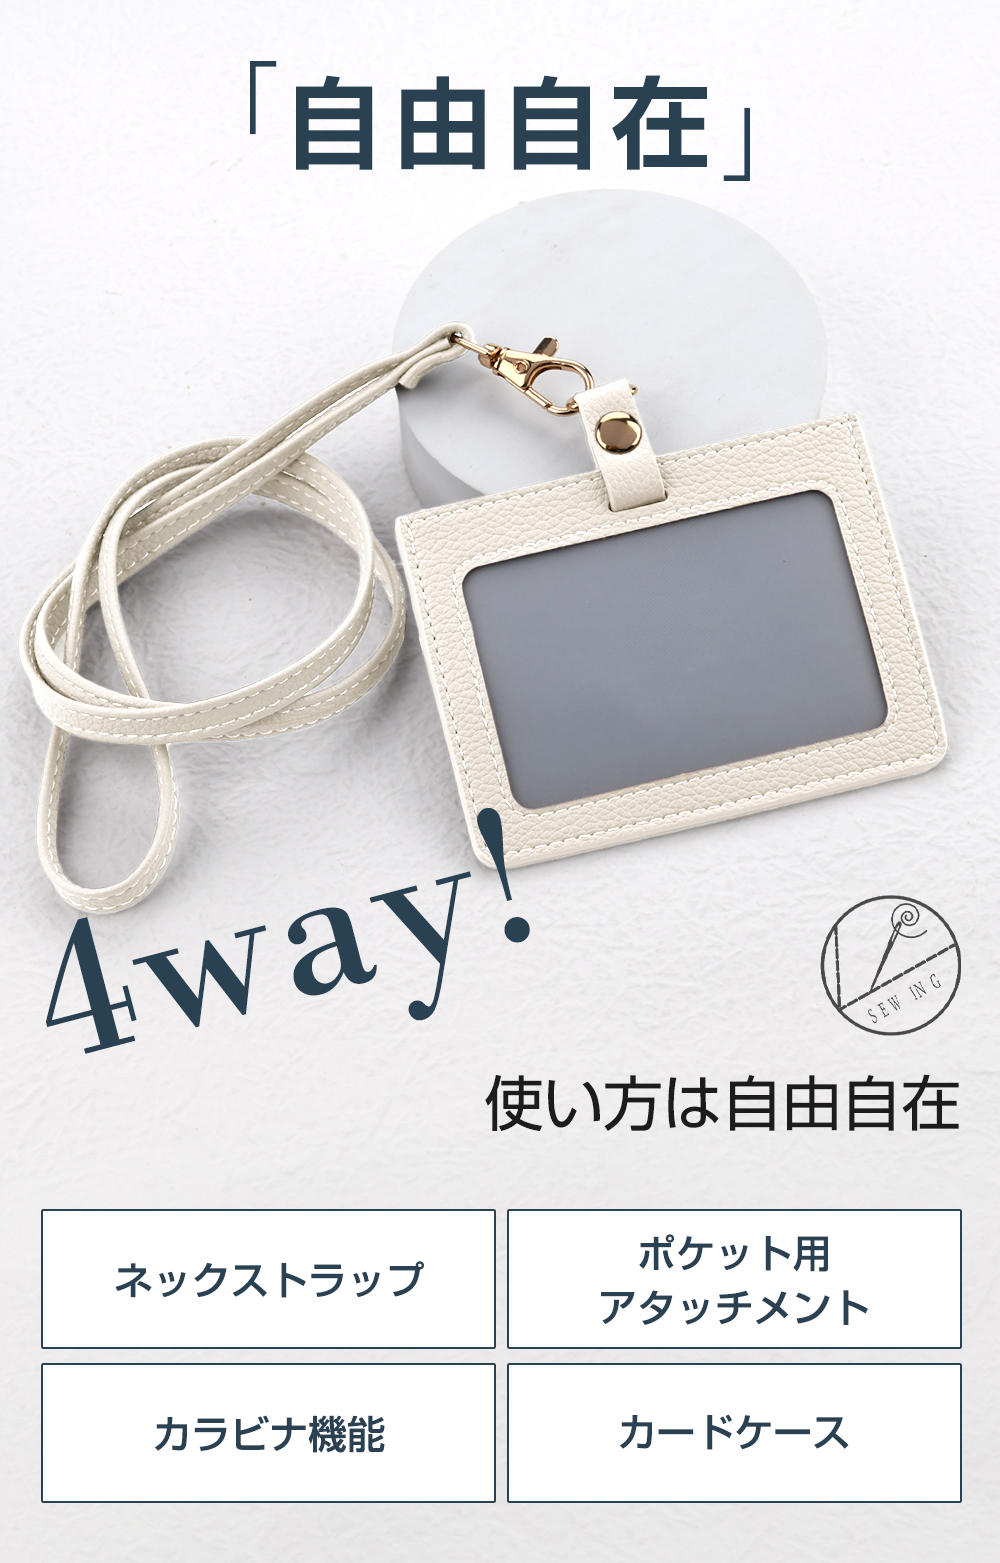 「自由自在」
4way!
SEWING
使い方は自由自在
ネックストラップ
ポケット用
アタッチメント
カラビナ機能
カードケース